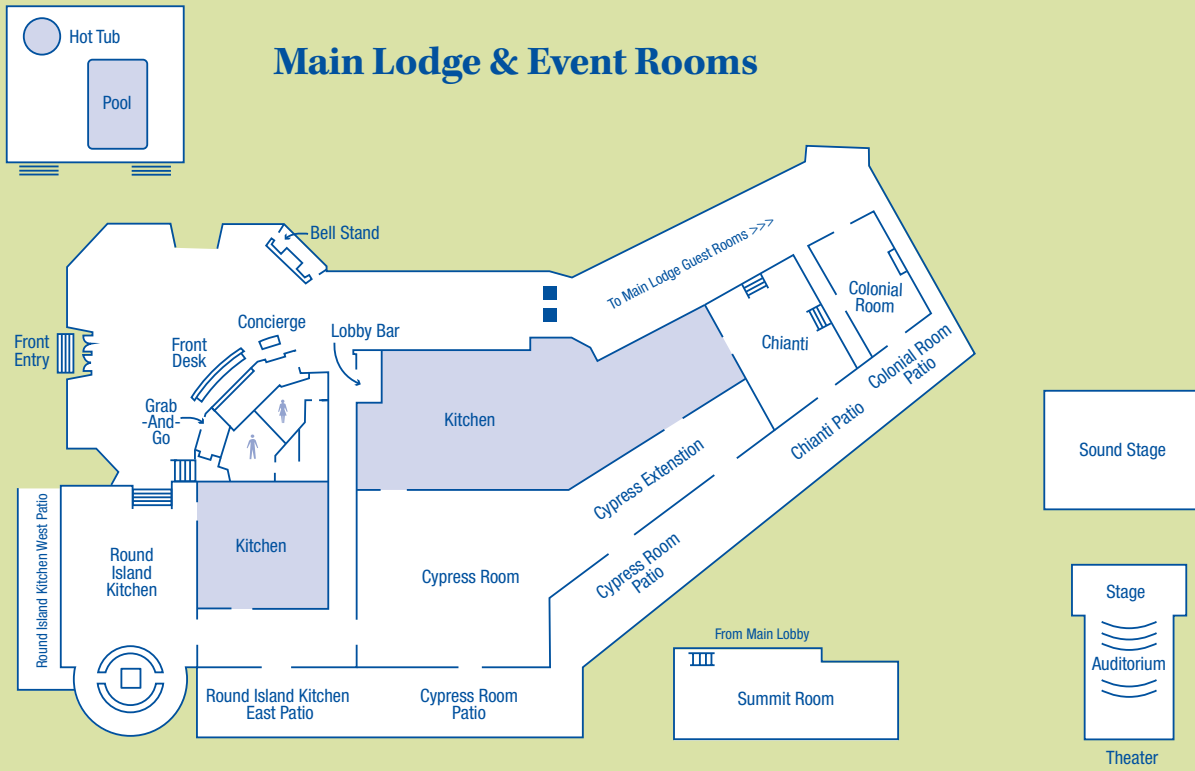 Hot Tub
Main Lodge & Event Rooms
Pool
Bell Stand
To Main Lodge Guest Rooms >>>
Colonial
Room
Concierge
Lobby Bar
Front
Entry
Front
Desk
Chianti
Colonial Room
Patio
Grab
-And-
Go
Kitchen
Chianti Patio
Sound Stage
Cypress Extenstion
Round Island Kitchen West Patio
Kitchen
Round
Island
Kitchen
Cypress Room
Cypress Room
Patio
Stage
From Main Lobby
Auditorium
Round Island Kitchen
East Patio
Cypress Room
Patio
Summit Room
Theater